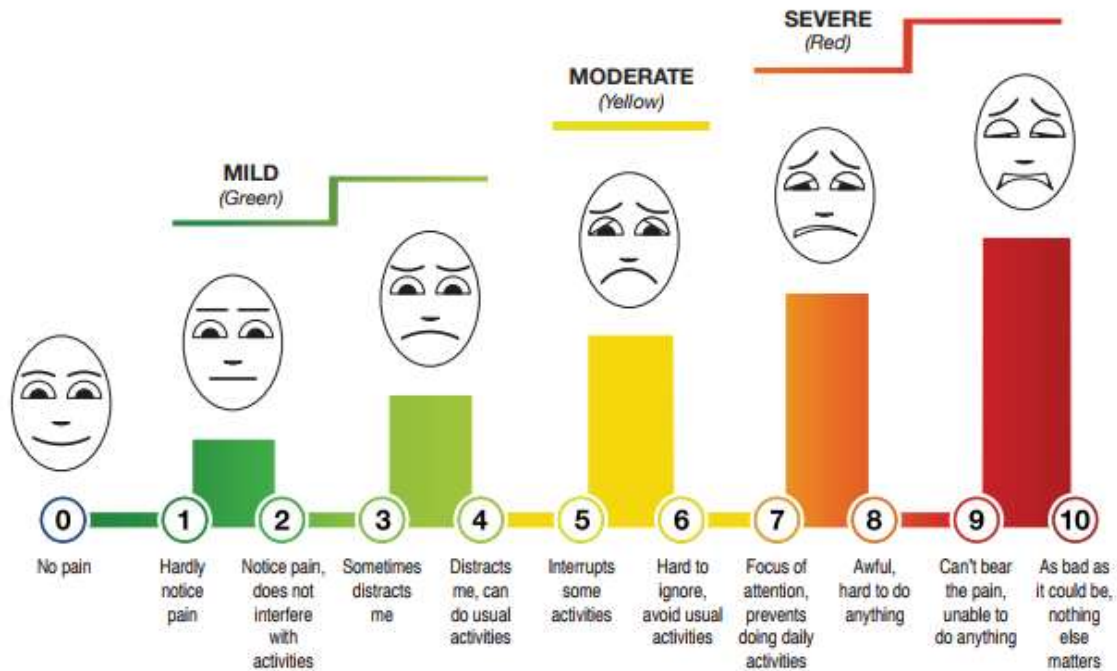 SEVERE
(Red)
MODERATE
(Yellow)
MILD
(Green)
0
1
2
3
4
5
6
7
8
9
10
No pain
Hardly
notice
pain
Notice pain,
does not
interfere
with
activities
Sometimes
distracts
me
Distracts
me, can
do usual
activities
Interrupts
some
activities
Hard to
ignore,
avoid usual
activities
Focus of
attention,
prevents
doing daily
activities
Awful,
hard to do
anything
Can't bear
the pain,
unable to
do anything
As bad as
it could be,
nothing
else
matters